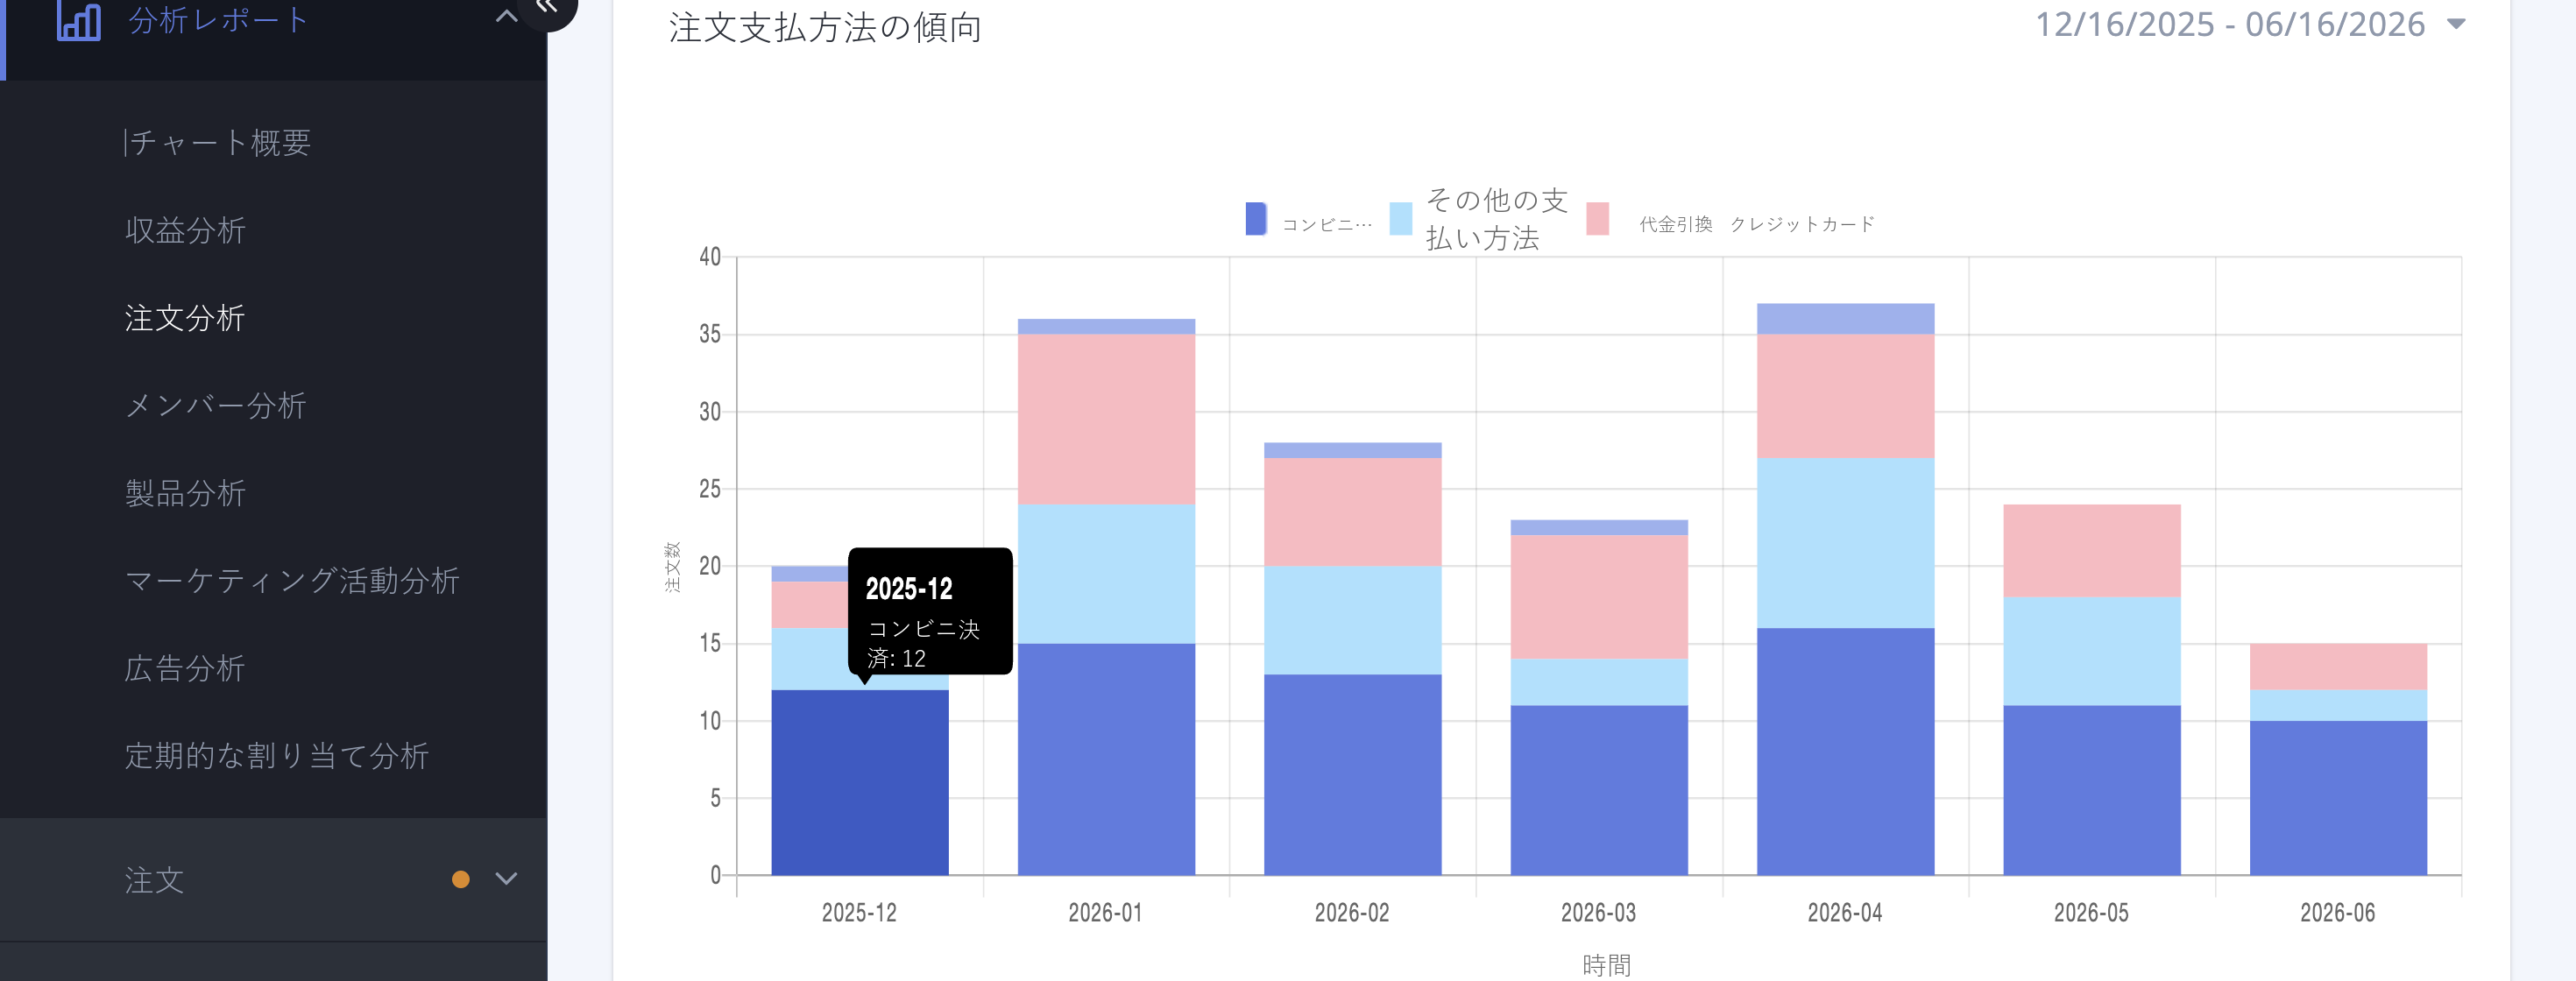 分析レポート
チャート概要
収益分析
注文分析
メンバー分析
製品分析
マーケティング活動分析
広告分析
定期的な割り当て分析
注文
注文支払方法の傾向
12/16/2025 - 06/16/2026
コンビニ…
その他の支
払い方法
代金引換
クレジットカード
注文数
40
35
30
25
20
15
10
5
0
2025-12
コンビニ決
済: 12
2025-12
2026-01
2026-02
2026-03
2026-04
2026-05
2026-06
時間